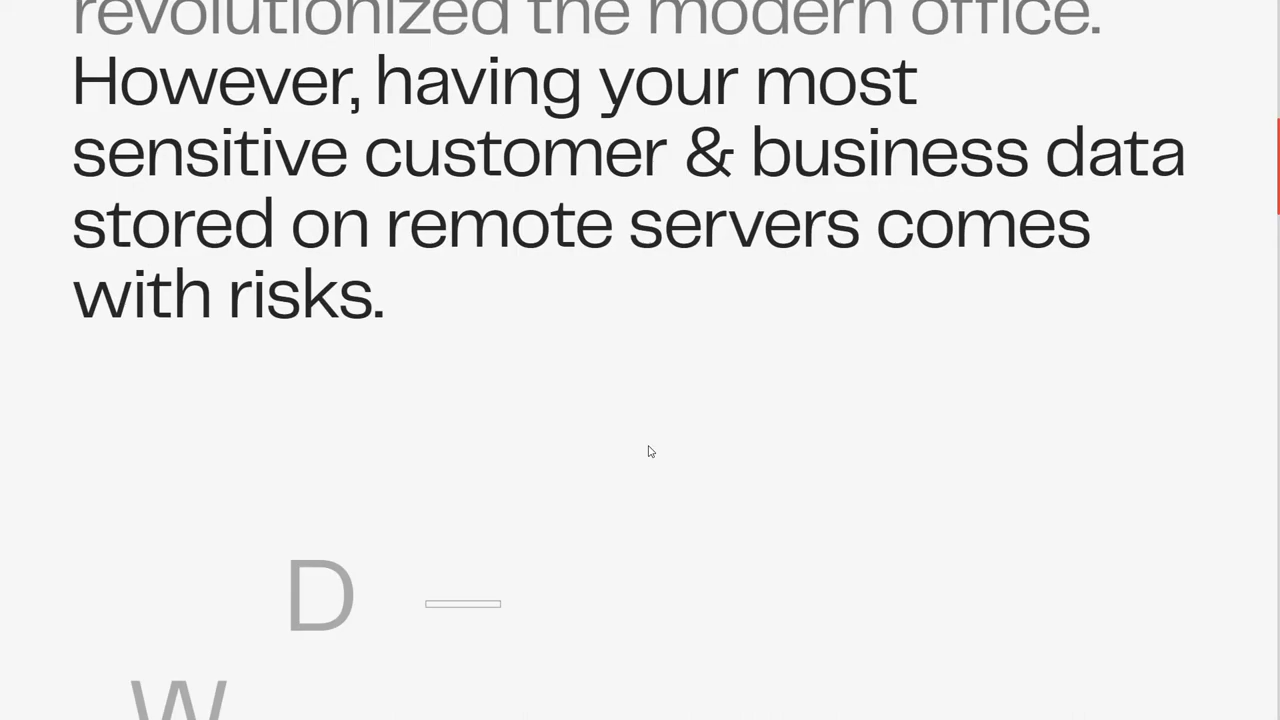 revolutionized the modern office.
However, having your most
sensitive customer & business data
stored on remote servers comes
with risks.
D
W